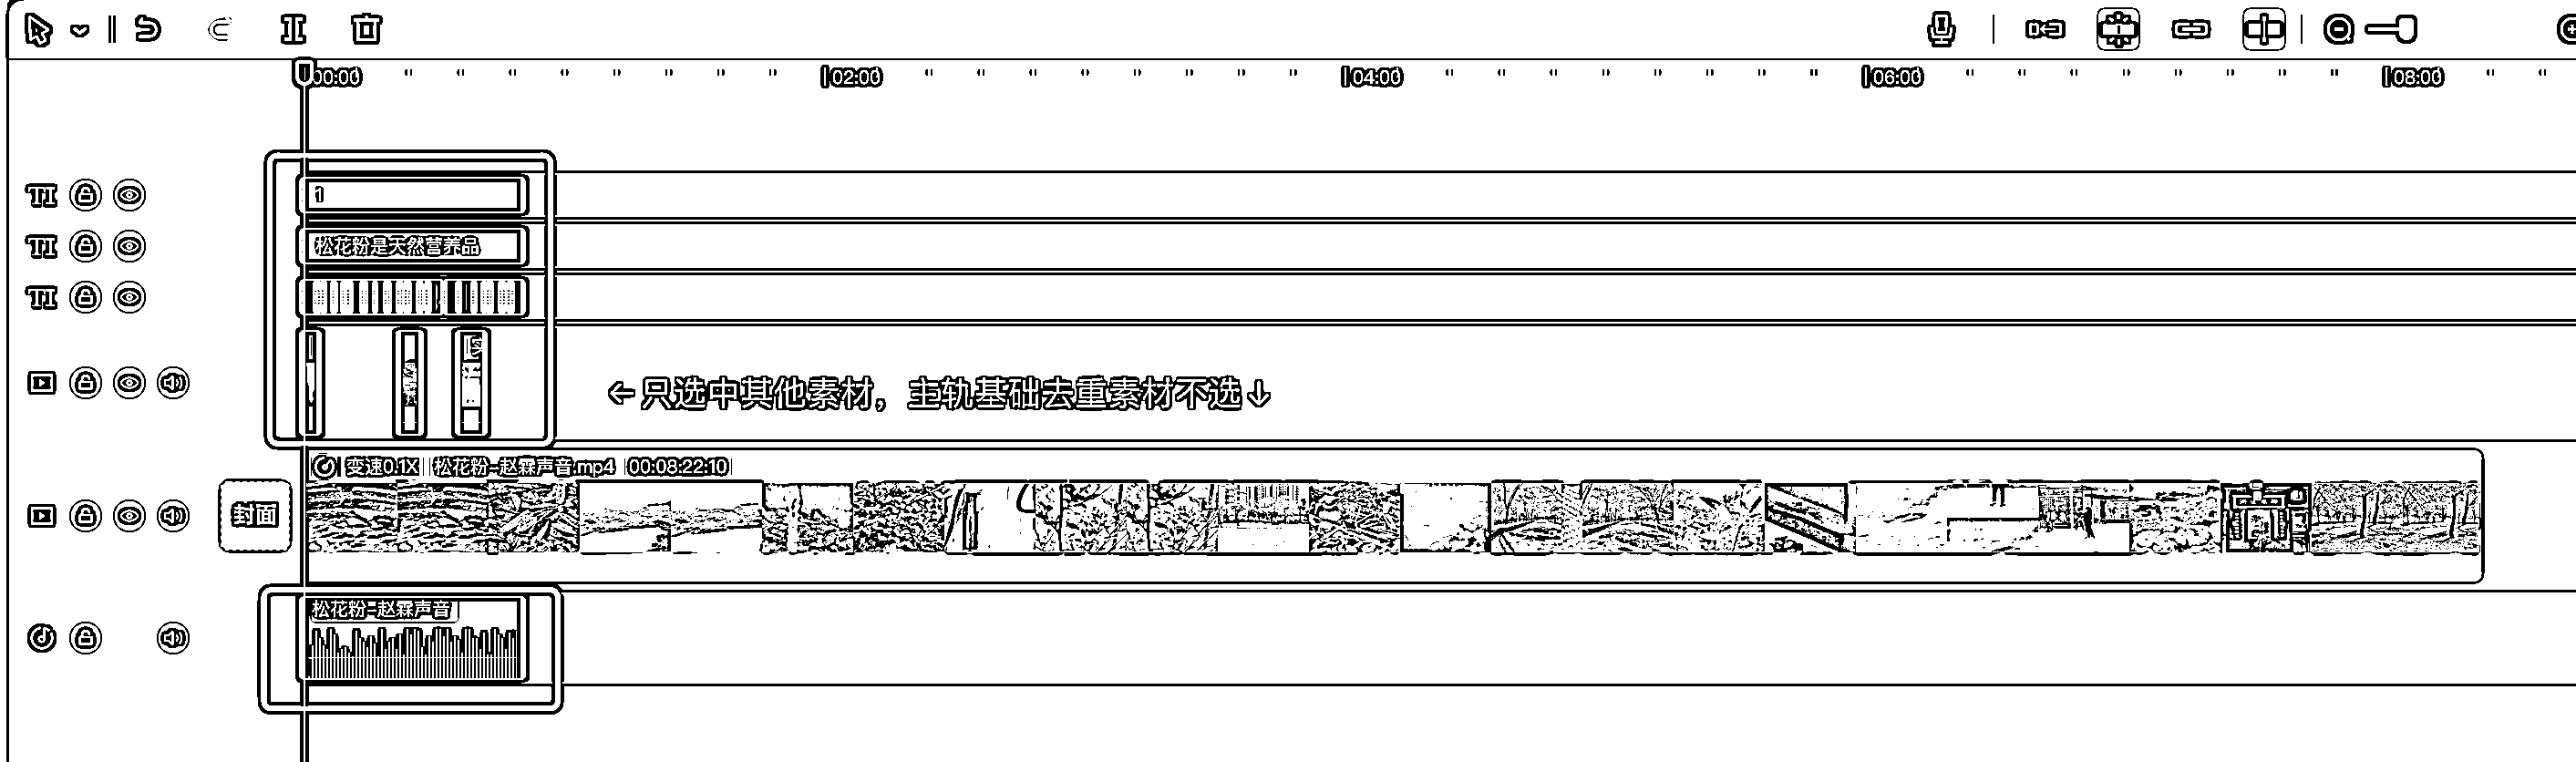 00:00 02:00 04:00 06:00 08:00
TI
1
TI
松花粉是天然营养品
TI
←只选中其他素材，主轨基础去重素材不选↓
变速0.1X 松花粉-赵霖声音.mp4 00:08:22:10
封面
松花粉-赵霖声音